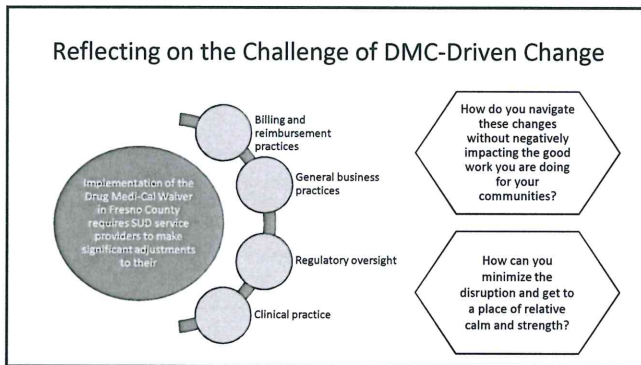 Reflecting on the Challenge of DMC-Driven Change
Implementation of the
Drug Medi-Cal Waiver
in Fresno County
requires SUD service
providers to make
significant adjustments
to their
Billing and
reimbursement
practices
General business
practices
Regulatory oversight
Clinical practice
How do you navigate
these changes
without negatively
impacting the good
work you are doing
for your
communities?
How can you
minimize the
disruption and get to
a place of relative
calm and strength?